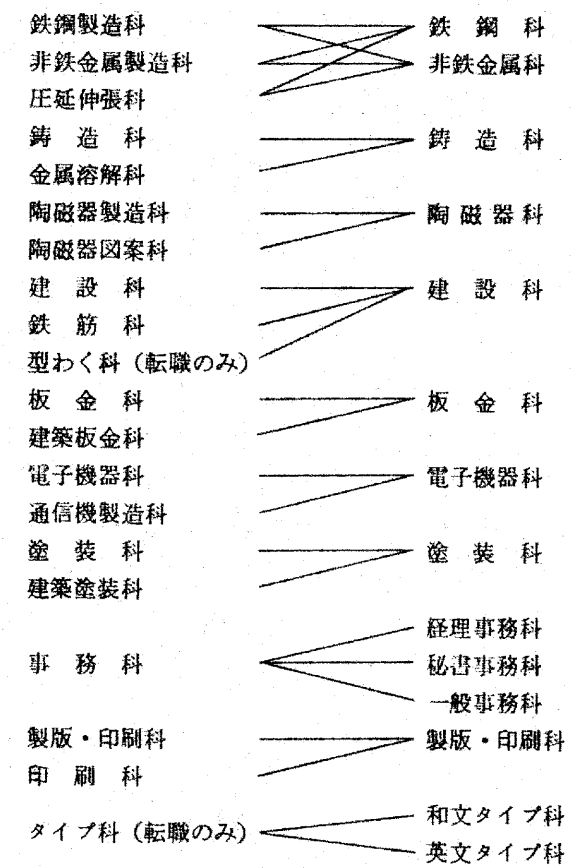 鉄鋼製造科 鉄鋼科
非鉄金属製造科 非鉄金属科
圧延伸張科
鋳造科 鋳造科
金属溶解科
陶磁器製造科 陶磁器科
陶磁器図案科
建設科 建設科
鉄筋科
型わく科（転職のみ）
板金科 板金科
建築板金科
電子機器科 電子機器科
通信機製造科
塗装科 塗装科
建築塗装科
経理事務科
事務科 秘書事務科
一般事務科
製版・印刷科 製版・印刷科
印刷科
和文タイプ科
タイプ科（転職のみ）
英文タイプ科